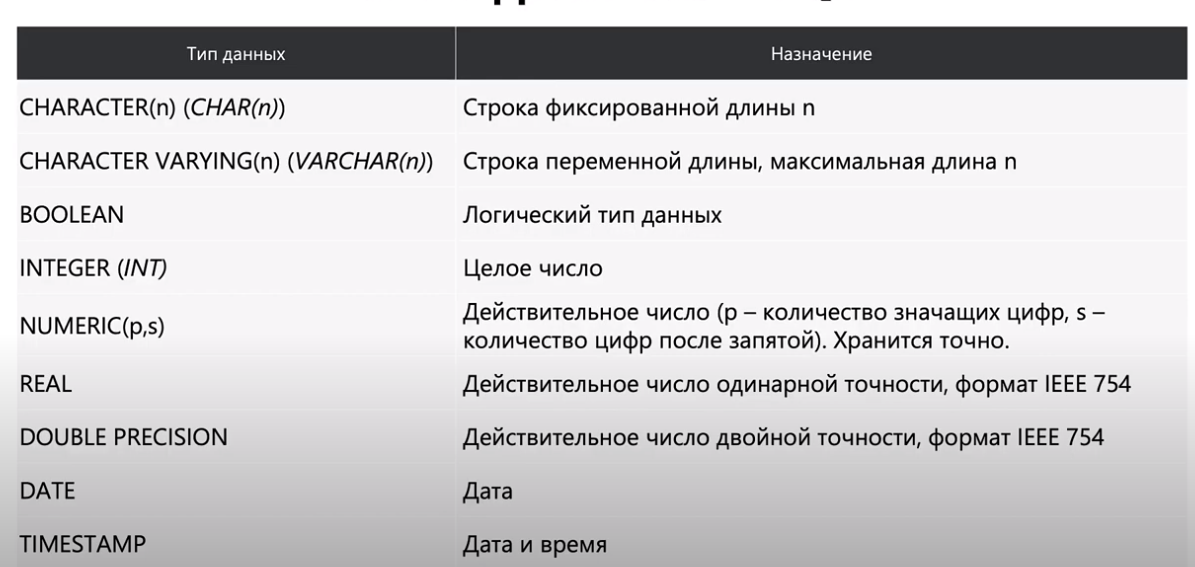 Тип данных
Назначение
CHARACTER(n) (CHAR(n))
Строка фиксированной длины n
CHARACTER VARYING(n) (VARCHAR(n))
Строка переменной длины, максимальная длина n
BOOLEAN
Логический тип данных
INTEGER (INT)
Целое число
NUMERIC(p,s)
Действительное число (p – количество значащих цифр, s –
количество цифр после запятой). Хранится точно.
REAL
Действительное число одинарной точности, формат IEEE 754
DOUBLE PRECISION
Действительное число двойной точности, формат IEEE 754
DATE
Дата
TIMESTAMP
Дата и время